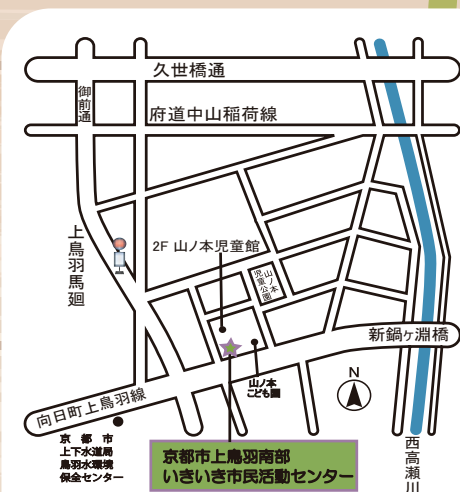 久世橋通
御前通
府道中山稲荷線
上鳥羽馬廻
2F 山ノ本児童館
山ノ本
児童公園
新鍋ヶ淵橋
N
山ノ本
こども園
向日町上鳥羽線
京都市
上下水道局
鳥羽水環境
保全センター
京都市上鳥羽南部
いきいき市民活動センター
西高瀬川